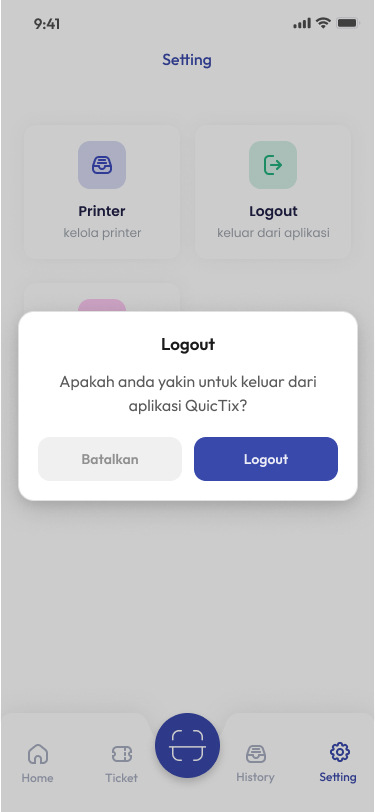 9:41
Setting
Printer
kelola printer
Logout
keluar dari aplikasi
Logout
Apakah anda yakin untuk keluar dari
aplikasi QuicTix?
Batalkan
Logout
Home
Ticket
History
Setting